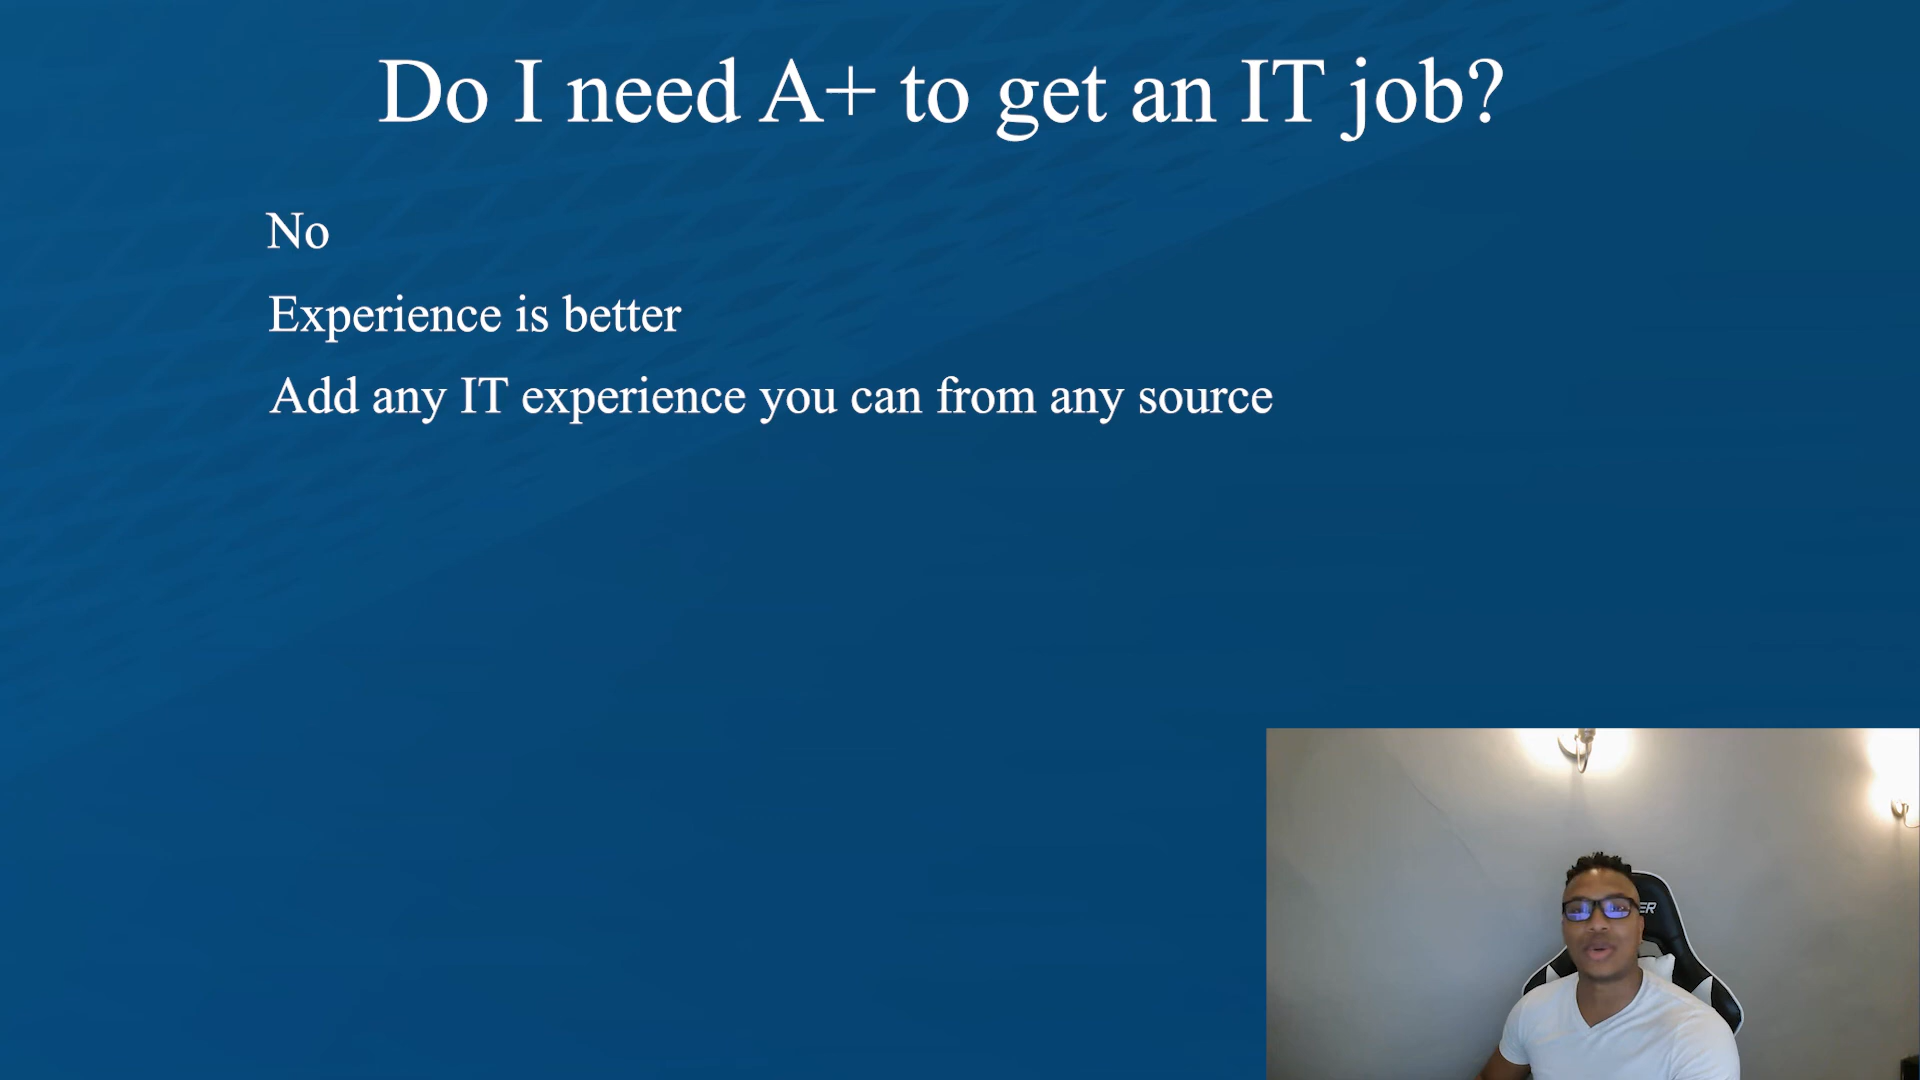 Do I need A+ to get an IT job?
No
Experience is better
Add any IT experience you can from any source
ER